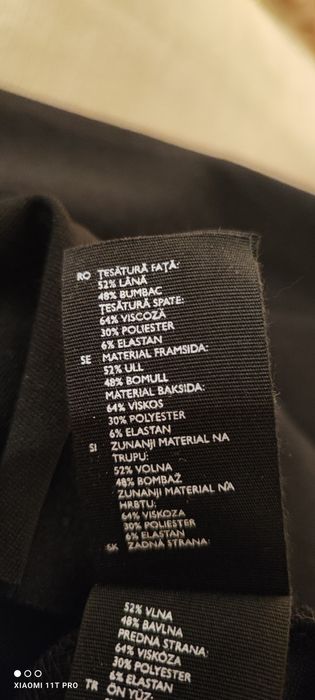 RO ȚESĂTURĂ FAȚĂ:
52% LÂNĂ
48% BUMBAC
ȚESĂTURĂ SPATE:
64% VISCOZĂ
30% POLIESTER
6% ELASTAN
SE MATERIAL FRAMSIDA:
52% ULL
48% BOMULL
MATERIAL BAKSIDA:
64% VISKOS
30% POLYESTER
6% ELASTAN
SI ZUNANJI MATERIAL NA
TRUPU:
52% VOLNA
48% BOMBAŽ
ZUNANJI MATERIAL NA
HRBTU:
64% VISKOZA
30% POLIESTER
6% ELASTAN
SK ZADNÁ STRANA:
52% VLNA
48% BAVLNA
PREDNÁ STRANA:
64% VISKÓZA
30% POLYESTER
6% ELASTAN
TR ÖN YÜZ:
XIAOMI 11T PRO